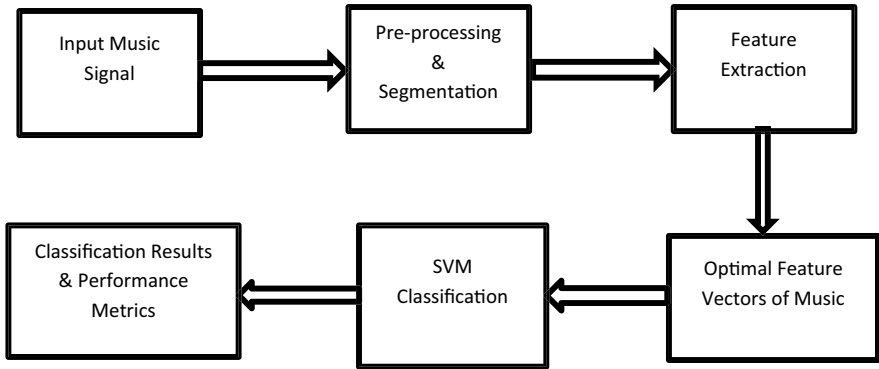 Input Music
Signal
Pre-processing
&
Segmentation
Feature
Extraction
Optimal Feature
Vectors of Music
SVM
Classification
Classification Results
& Performance
Metrics